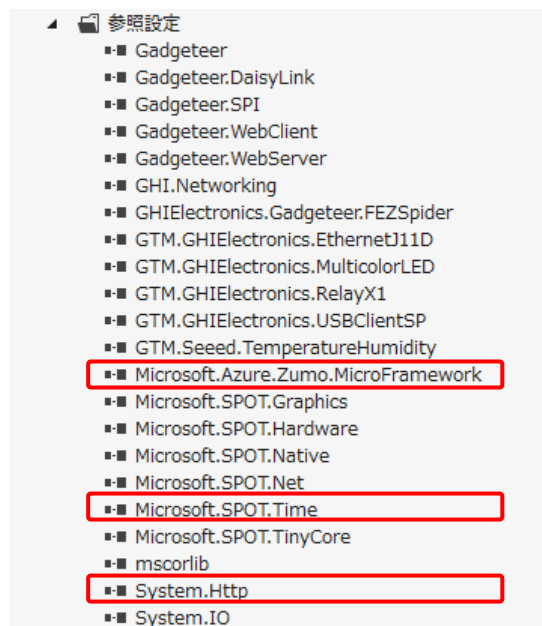 参照設定
Gadgeteer
Gadgeteer.DaisyLink
Gadgeteer.SPI
Gadgeteer.WebClient
Gadgeteer.WebServer
GHI.Networking
GHIElectronics.Gadgeteer.FEZSpider
GTM.GHIElectronics.EthernetJ11D
GTM.GHIElectronics.MulticolorLED
GTM.GHIElectronics.RelayX1
GTM.GHIElectronics.USBClientSP
GTM.Seeed.TemperatureHumidity
Microsoft.Azure.Zumo.MicroFramework
Microsoft.SPOT.Graphics
Microsoft.SPOT.Hardware
Microsoft.SPOT.Native
Microsoft.SPOT.Net
Microsoft.SPOT.Time
Microsoft.SPOT.TinyCore
mscorlib
System.Http
System.IO